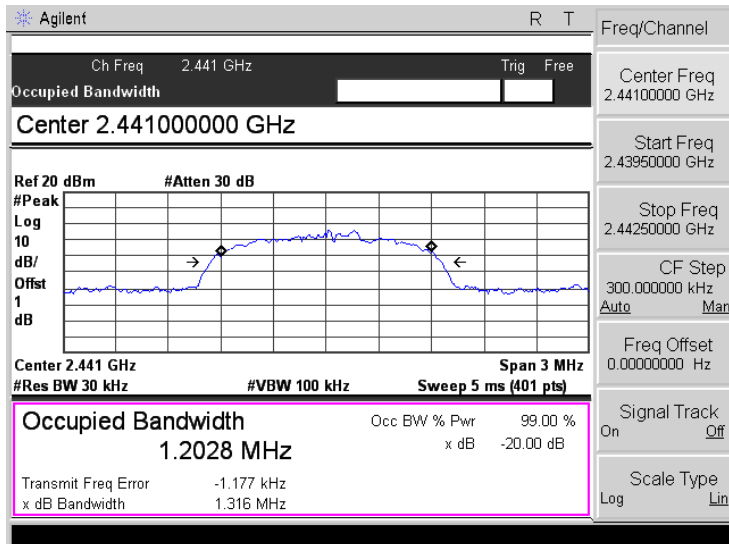 Agilent R T
Ch Freq 2.441 GHz Trig Free
Occupied Bandwidth
Center 2.441000000 GHz
Ref 20 dBm #Atten 30 dB
#Peak
Log
10
dB/
Offst
1
dB
Center 2.441 GHz Span 3 MHz
#Res BW 30 kHz #VBW 100 kHz Sweep 5 ms (401 pts)
Occupied Bandwidth
1.2028 MHz
Occ BW % Pwr 99.00 %
x dB -20.00 dB
Transmit Freq Error -1.177 kHz
x dB Bandwidth 1.316 MHz
Freq/Channel
Center Freq
2.44100000 GHz
Start Freq
2.43950000 GHz
Stop Freq
2.44250000 GHz
CF Step
300.000000 kHz
Auto Man
Freq Offset
0.00000000 Hz
Signal Track
On Off
Scale Type
Log Lin